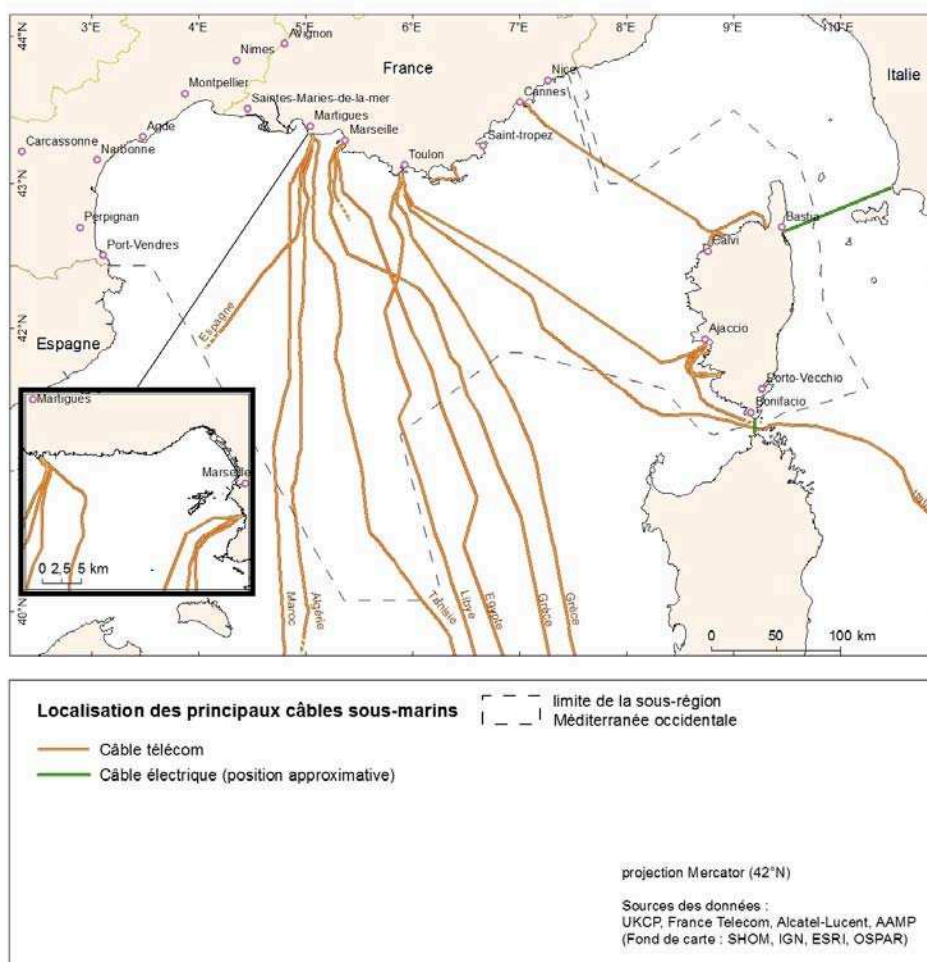 3°E 4°E 5°E 6°E 7°E 8°E 9°E 10°E
44°N
Avignon
Nimes
France
Nice
Italie
Montpellier
Cannes
Saintes-Maries-de-la-mer
Martigues
Agde
Marseille
Saint-tropez
Carcassonne
Narbonne
Toulon
43°N
Perpignan
Bastia
Port-Vendres
Calvi
Espagne
42°N
Espagne
Ajaccio
Porto-Vecchio
Bonifacio
Martigues
Marseille
0 2,5 5 km
40°N
Maroc
Algérie
Tunisie
Libye
Egypte
Grèce
Grèce
0 50 100 km
Localisation des principaux câbles sous-marins
limite de la sous-région
Méditerranée occidentale
Câble télécom
Câble électrique (position approximative)
projection Mercator (42°N)
Sources des données :
UKCP, France Telecom, Alcatel-Lucent, AAMP
(Fond de carte : SHOM, IGN, ESRI, OSPAR)